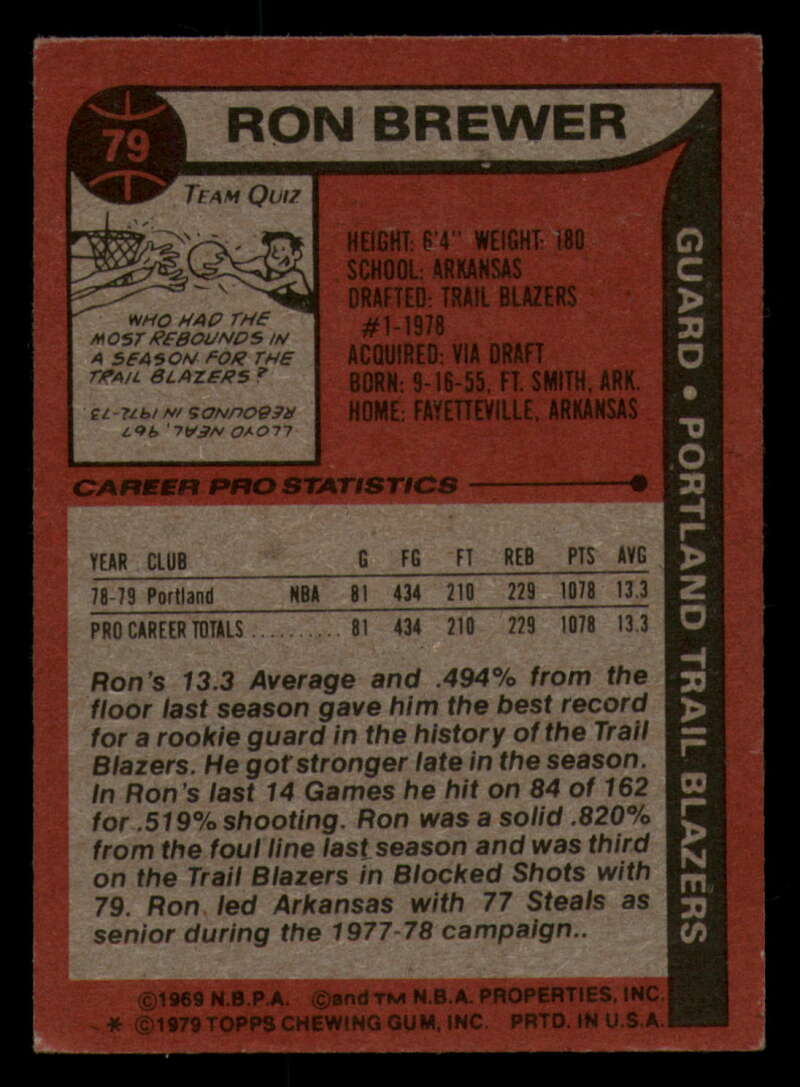 79
RON BREWER
TEAM QUIZ
WHO HAD THE
MOST REBOUNDS IN
A SEASON FOR THE
TRAIL BLAZERS?
LLOYD NEAL, 967
REBOUNDS IN 1972-73
HEIGHT: 6'4" WEIGHT: 180
SCHOOL: ARKANSAS
DRAFTED: TRAIL BLAZERS
#1-1978
ACQUIRED: VIA DRAFT
BORN: 9-16-55, FT. SMITH, ARK.
HOME: FAYETTEVILLE, ARKANSAS
GUARD • PORTLAND TRAIL BLAZERS
CAREER PRO STATISTICS
YEAR CLUB G FG FT REB PTS AVG
78-79 Portland NBA 81 434 210 229 1078 13.3
PRO CAREER TOTALS .......... 81 434 210 229 1078 13.3
Ron's 13.3 Average and .494% from the
floor last season gave him the best record
for a rookie guard in the history of the Trail
Blazers. He got stronger late in the season.
In Ron's last 14 Games he hit on 84 of 162
for .519% shooting. Ron was a solid .820%
from the foul line last season and was third
on the Trail Blazers in Blocked Shots with
79. Ron led Arkansas with 77 Steals as
senior during the 1977-78 campaign..
©1969 N.B.P.A. ©and TM N.B.A. PROPERTIES, INC.
* ©1979 TOPPS CHEWING GUM, INC. PRTD. IN U.S.A.